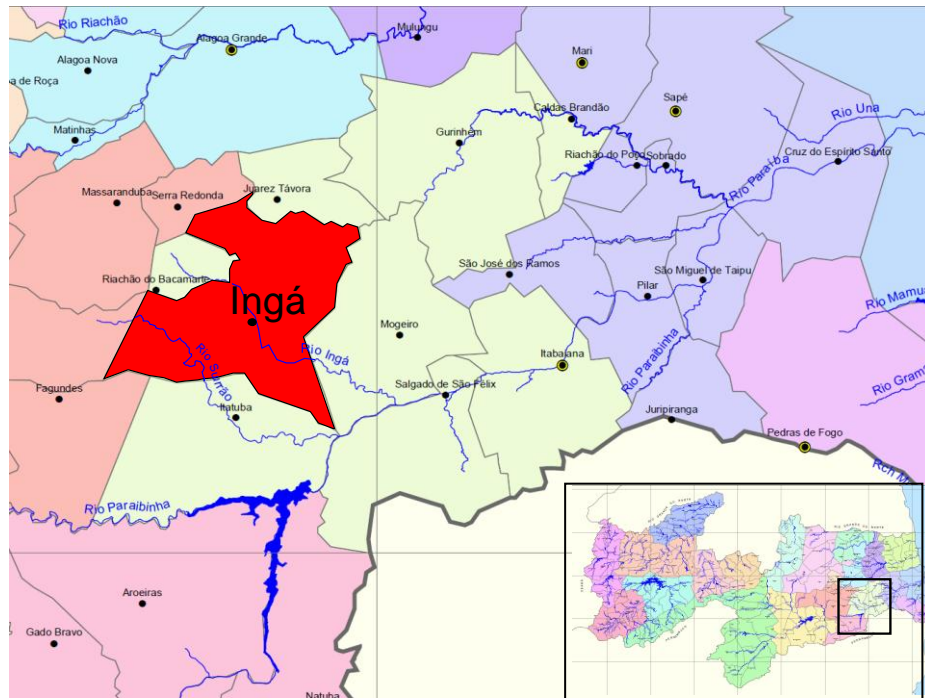 Rio Riachão
Mulungu
Alagoa Grande
Alagoa Nova
Mari
a de Roça
Sapé
Caldas Brandão
Rio Una
Matinhas
Gurinhém
Riachão do Poço
Sobrado
Cruz do Espírito Santo
Rio Paraíba
Massaranduba
Serra Redonda
Juarez Távora
São José dos Ramos
São Miguel de Taipu
Riachão do Bacamarte
Pilar
Ingá
Rio Mamua
Mogeiro
Rio Ingá
Rio Surrão
Itabaiana
Rio Paraibinha
Rio Gram
Fagundes
Salgado de São Félix
Itatuba
Juripiranga
Pedras de Fogo
Rch M
Rio Paraibinha
Aroeiras
Gado Bravo
Natuba